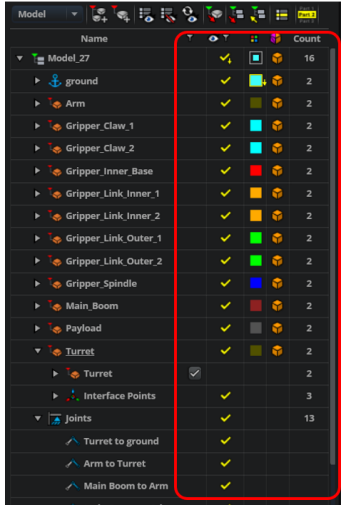 Model
Part 2
Name Count
Model_27 16
ground 2
Arm 2
Gripper_Claw_1 2
Gripper_Claw_2 2
Gripper_Inner_Base 2
Gripper_Link_Inner_1 2
Gripper_Link_Inner_2 2
Gripper_Link_Outer_1 2
Gripper_Link_Outer_2 2
Gripper_Spindle 2
Main_Boom 2
Payload 2
Turret 2
Turret 2
Interface Points 3
Joints 13
Turret to ground
Arm to Turret
Main Boom to Arm